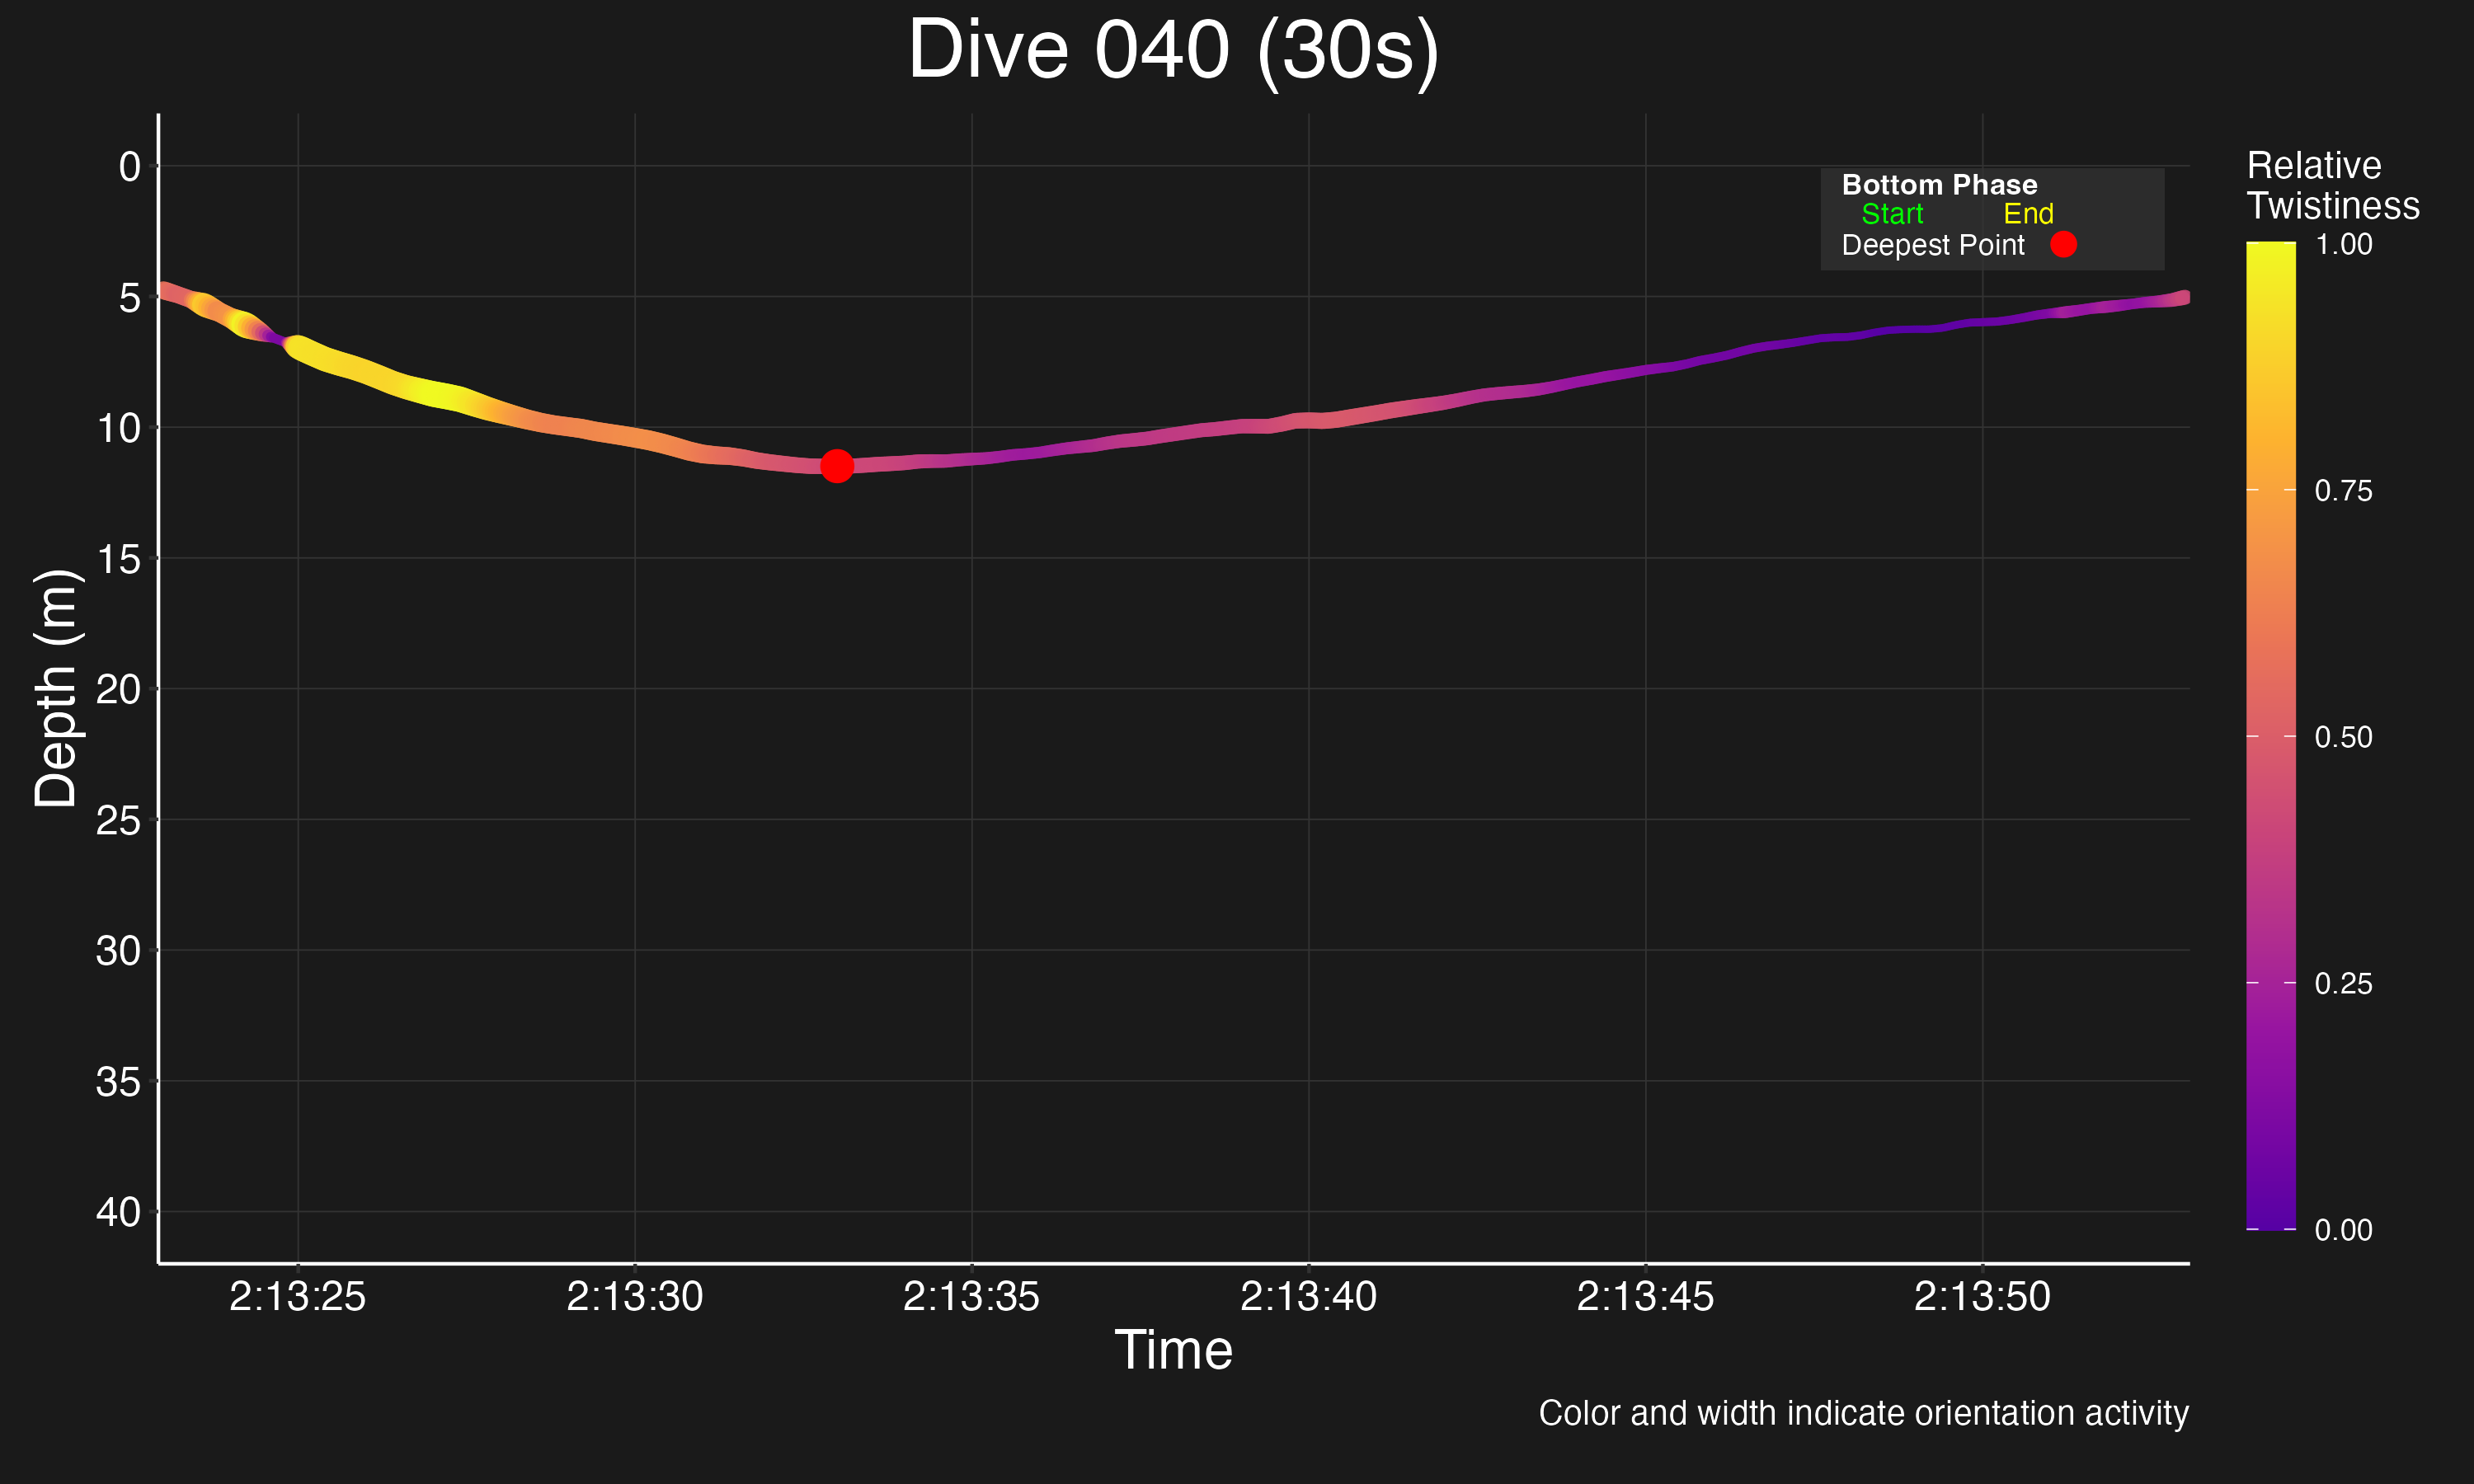 Dive 040 (30s)
Bottom Phase
Start End
Deepest Point
Relative
Twistiness
1.00
0.75
0.50
0.25
0.00
Depth (m)
0
5
10
15
20
25
30
35
40
2:13:25 2:13:30 2:13:35 2:13:40 2:13:45 2:13:50
Time
Color and width indicate orientation activity